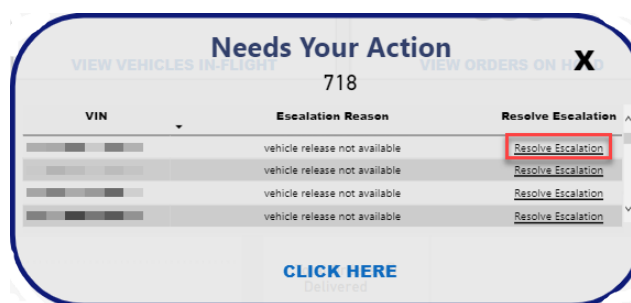 Needs Your Action
VIEW VEHICLES IN-FLIGHT
VIEW ORDERS ON HOLD
X
718
VIN Escalation Reason Resolve Escalation
vehicle release not available Resolve Escalation
vehicle release not available Resolve Escalation
vehicle release not available Resolve Escalation
vehicle release not available Resolve Escalation
CLICK HERE
Delivered